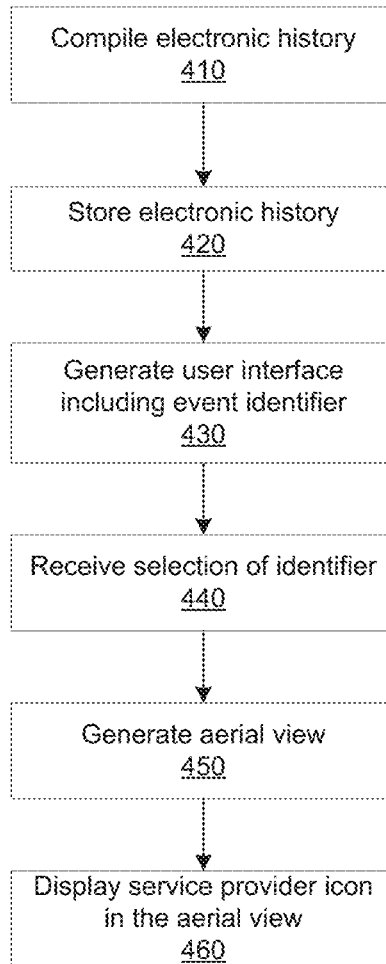 Compile electronic history
410
Store electronic history
420
Generate user interface
including event identifier
430
Receive selection of identifier
440
Generate aerial view
450
Display service provider icon
in the aerial view
460